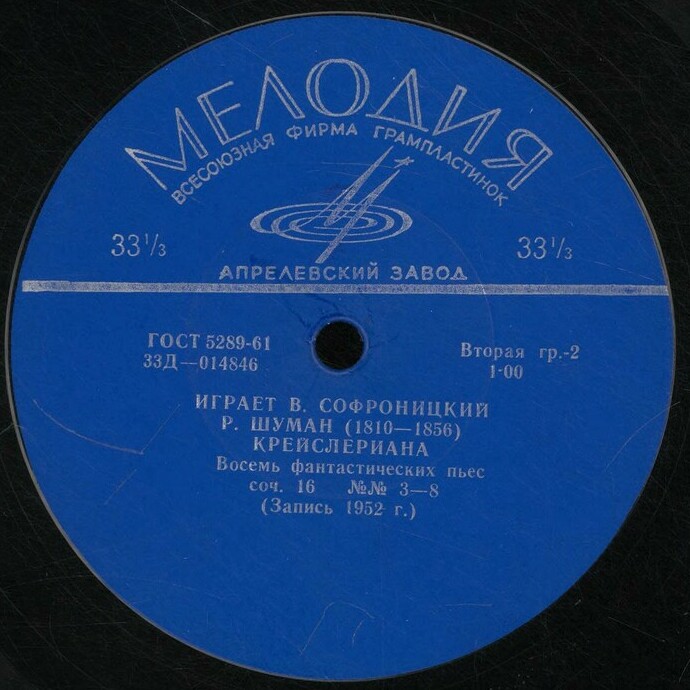 МЕЛОДИЯ
ВСЕСОЮЗНАЯ ФИРМА ГРАМПЛАСТИНОК
33⅓ 33⅓
АПРЕЛЕВСКИЙ ЗАВОД
ГОСТ 5289-61 Вторая гр.-2
33Д—014846 1-00
ИГРАЕТ В. СОФРОНИЦКИЙ
Р. ШУМАН (1810—1856)
КРЕЙСЛЕРИАНА
Восемь фантастических пьес
соч. 16 №№ 3—8
(Запись 1952 г.)